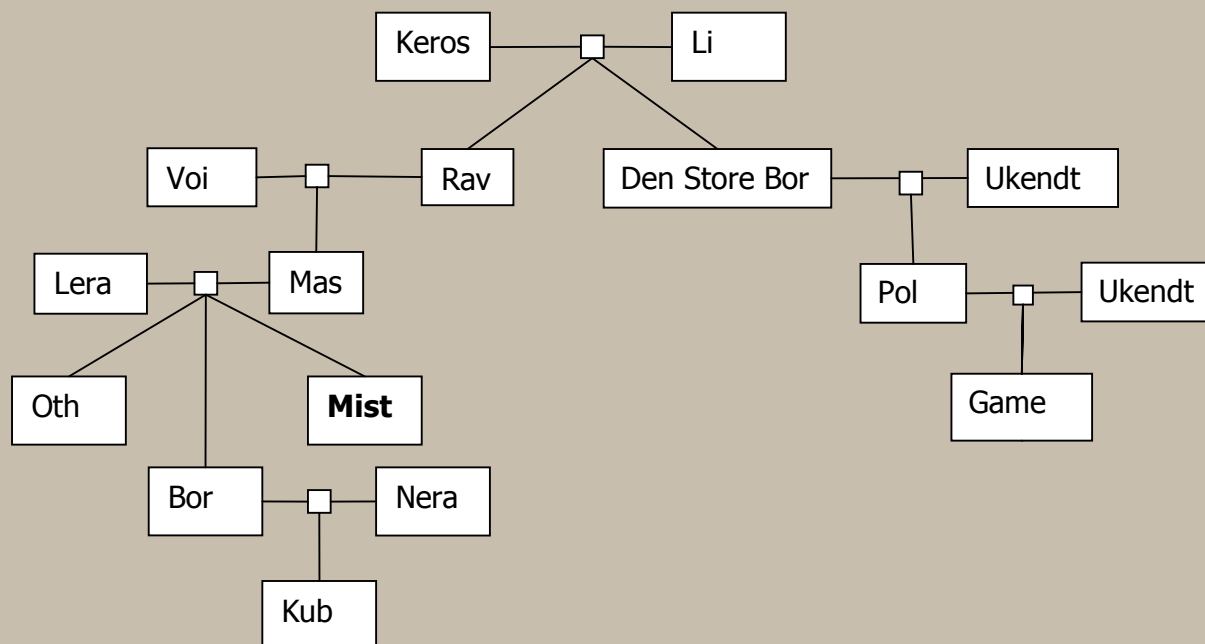 Keros
Li
Voi
Rav
Den Store Bor
Ukendt
Lera
Mas
Pol
Ukendt
Oth
Mist
Game
Bor
Nera
Kub